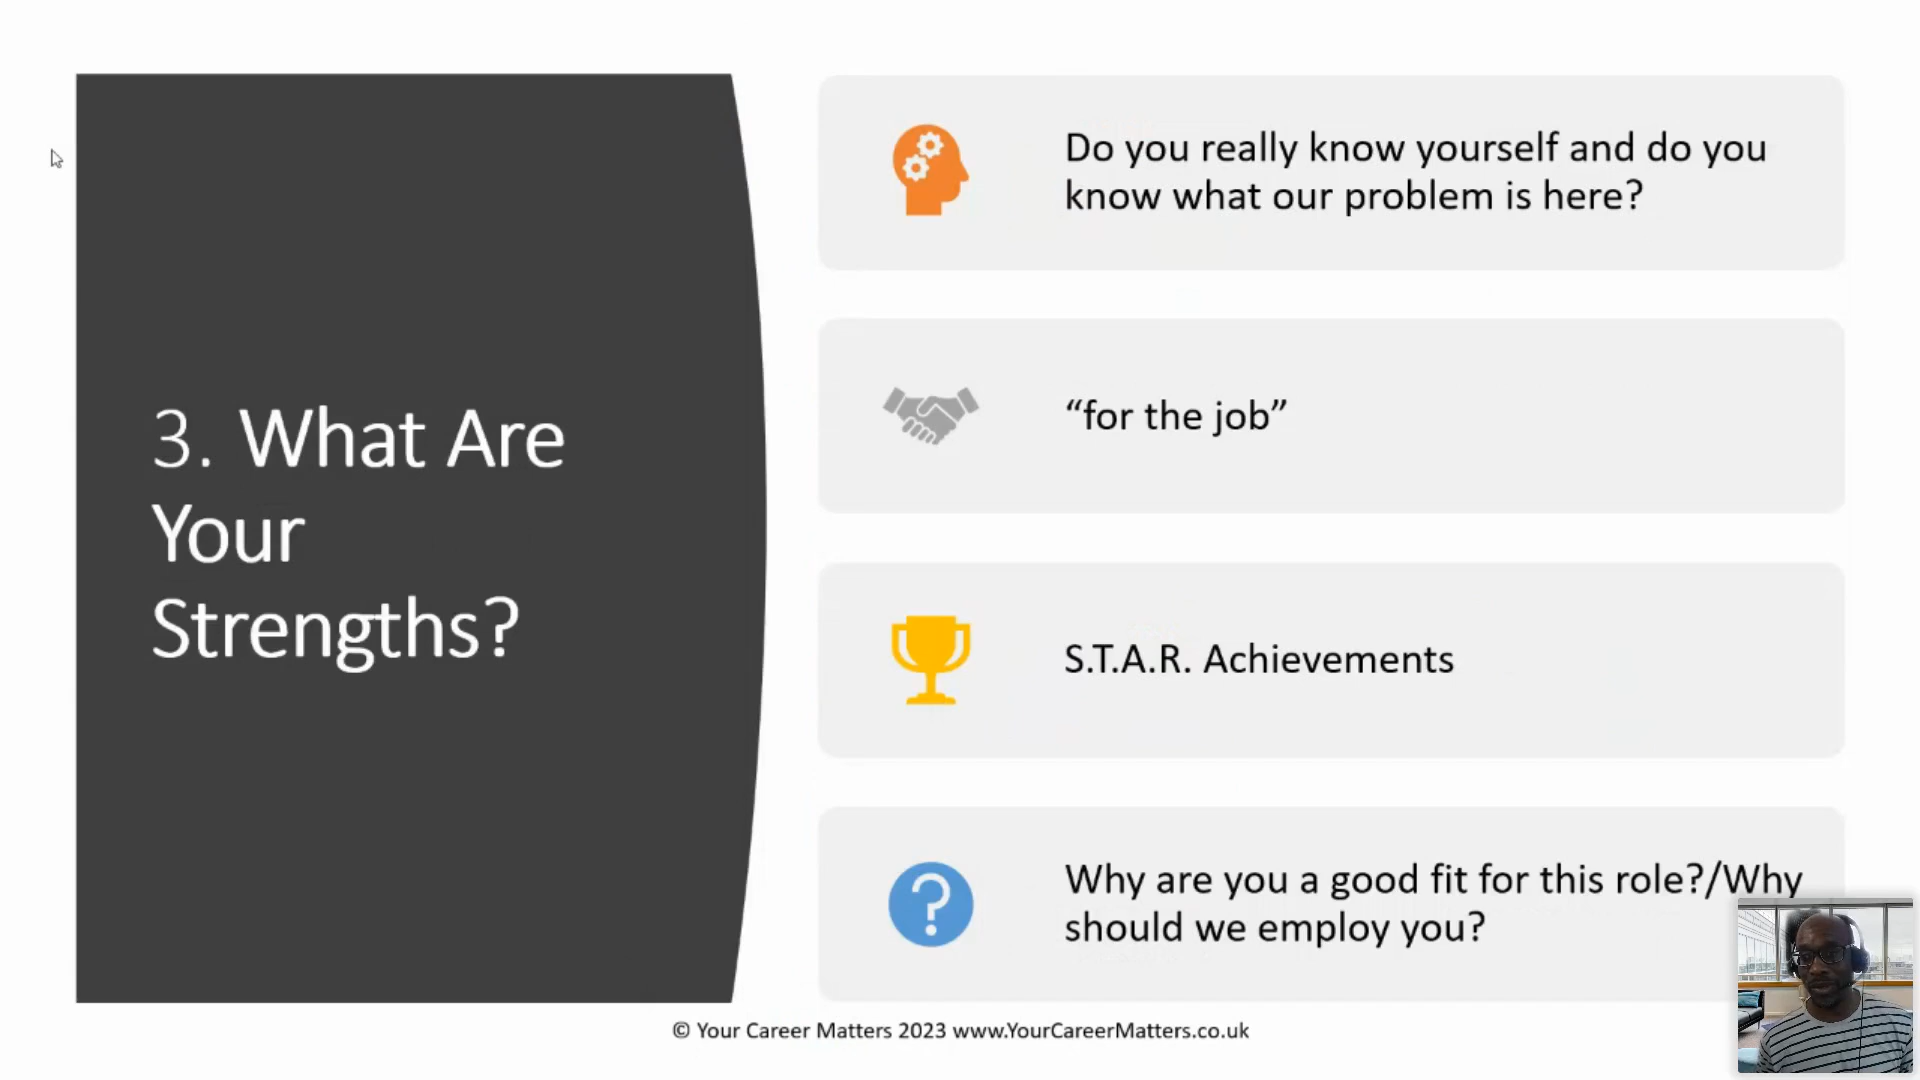 3. What Are
Your
Strengths?
Do you really know yourself and do you
know what our problem is here?
“for the job”
S.T.A.R. Achievements
Why are you a good fit for this role?/Why
should we employ you?
© Your Career Matters 2023 www.YourCareerMatters.co.uk